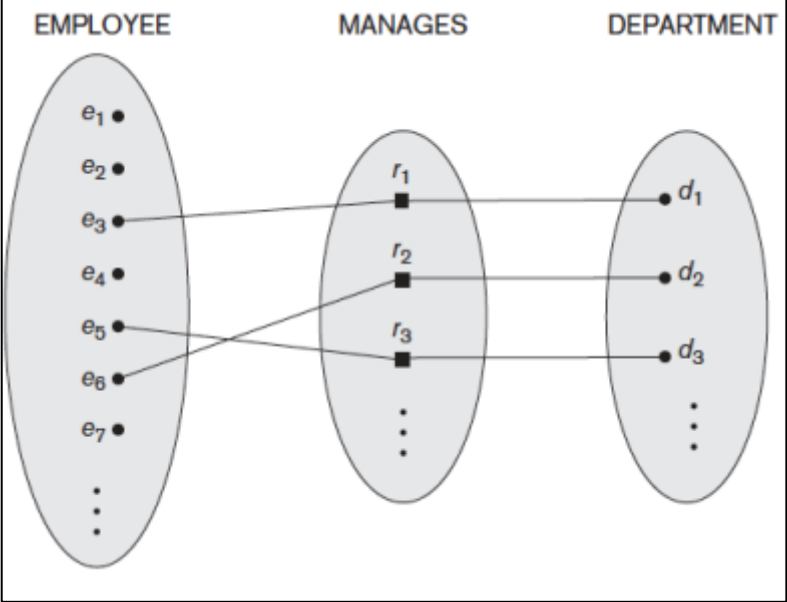 EMPLOYEE MANAGES DEPARTMENT
e1
e2
e3
e4
e5
e6
e7
r1
r2
r3
d1
d2
d3